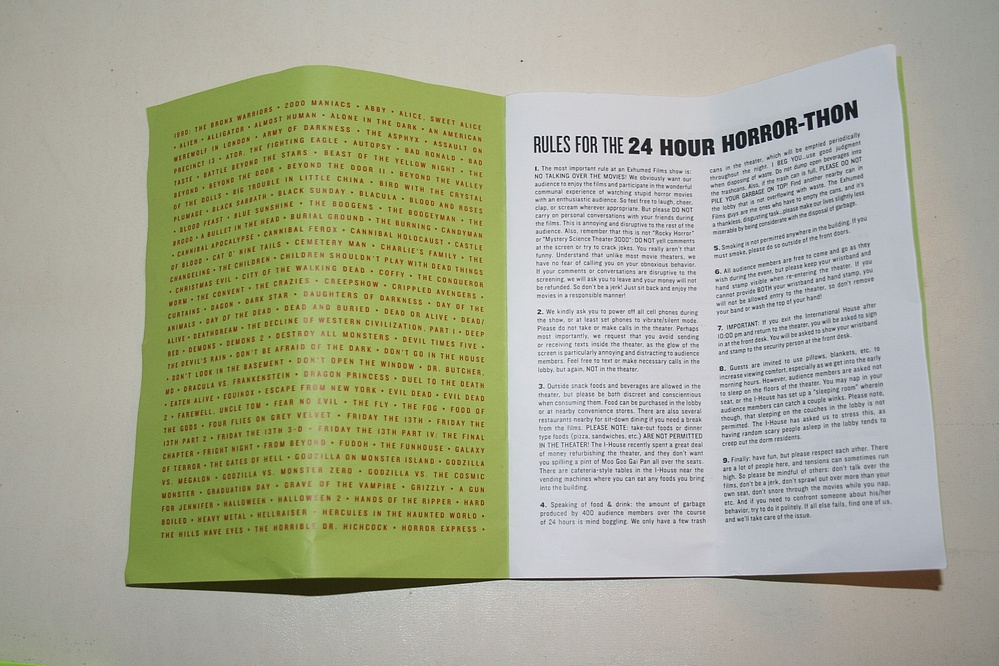 1990: THE BRONX WARRIORS • 2000 MANIACS • ABBY • ALICE, SWEET ALICE
• ALIEN • ALLIGATOR • ALMOST HUMAN • ALONE IN THE DARK • AN AMERICAN
WEREWOLF IN LONDON • ARMY OF DARKNESS • THE ASPHYX • ASSAULT ON
PRECINCT 13 • ATOR, THE FIGHTING EAGLE • AUTOPSY • BAD RONALD • BAD
TASTE • BATTLE BEYOND THE STARS • BEAST OF THE YELLOW NIGHT • THE
BEYOND • BEYOND THE DOOR • BEYOND THE DOOR II • BEYOND THE VALLEY
OF THE DOLLS • BIG TROUBLE IN LITTLE CHINA • BIRD WITH THE CRYSTAL
PLUMAGE • BLACK SABBATH • BLACK SUNDAY • BLACULA • BLOOD AND ROSES
• BLOOD FEAST • BLUE SUNSHINE • THE BOOGENS • THE BOOGEYMAN • THE
BROOD • A BULLET IN THE HEAD • BURIAL GROUND • THE BURNING • CANDYMAN
• CANNIBAL APOCALYPSE • CANNIBAL FEROX • CANNIBAL HOLOCAUST • CASTLE
OF BLOOD • CAT O' NINE TAILS • CEMETERY MAN • CHARLIE'S FAMILY • THE
CHANGELING • THE CHILDREN • CHILDREN SHOULDN'T PLAY WITH DEAD THINGS
• CHRISTMAS EVIL • CITY OF THE WALKING DEAD • COFFY • THE CONQUEROR
WORM • THE CONVENT • THE CRAZIES • CREEPSHOW • CRIPPLED AVENGERS •
CURTAINS • DAGON • DARK STAR • DAUGHTERS OF DARKNESS • DAY OF THE
ANIMALS • DAY OF THE DEAD • DEAD AND BURIED • DEAD OR ALIVE • DEAD/
ALIVE • DEATHDREAM • THE DECLINE OF WESTERN CIVILIZATION, PART I • DEEP
RED • DEMONS • DEMONS 2 • DESTROY ALL MONSTERS • DEVIL TIMES FIVE •
THE DEVIL'S RAIN • DON'T BE AFRAID OF THE DARK • DON'T GO IN THE HOUSE
• DON'T LOOK IN THE BASEMENT • DON'T OPEN THE WINDOW • DR. BUTCHER,
MD • DRACULA VS. FRANKENSTEIN • DRAGON PRINCESS • DUEL TO THE DEATH
• EATEN ALIVE • EQUINOX • ESCAPE FROM NEW YORK • EVIL DEAD • EVIL DEAD
2 • FAREWELL, UNCLE TOM • FEAR NO EVIL • THE FLY • THE FOG • FOOD OF
THE GODS • FOUR FLIES ON GREY VELVET • FRIDAY THE 13TH • FRIDAY THE
13TH PART 2 • FRIDAY THE 13TH 3-D • FRIDAY THE 13TH PART IV: THE FINAL
CHAPTER • FRIGHT NIGHT • FROM BEYOND • FUDOH • THE FUNHOUSE • GALAXY
OF TERROR • THE GATES OF HELL • GODZILLA ON MONSTER ISLAND • GODZILLA
VS. MEGALON • GODZILLA VS. MONSTER ZERO • GODZILLA VS. THE COSMIC
MONSTER • GRADUATION DAY • GRAVE OF THE VAMPIRE • GRIZZLY • A GUN
FOR JENNIFER • HALLOWEEN • HALLOWEEN 2 • HANDS OF THE RIPPER • HARD
BOILED • HEAVY METAL • HELLRAISER • HERCULES IN THE HAUNTED WORLD •
THE HILLS HAVE EYES • THE HORRIBLE DR. HICHCOCK • HORROR EXPRESS •
RULES FOR THE 24 HOUR HORROR-THON
1. The most important rule at an Exhumed Films show is:
NO TALKING OVER THE MOVIES! We obviously want our
audience to enjoy the films and participate in the wonderful
communal experience of watching stupid horror movies
with an enthusiastic audience. So feel free to laugh, cheer,
clap, or scream wherever appropriate. But please DO NOT
carry on personal conversations with your friends during
the films. This is annoying and disruptive to the rest of the
audience. Also, remember that this is not "Rocky Horror"
or "Mystery Science Theater 3000": DO NOT yell comments
at the screen or try to crack jokes. You really aren't that
funny. Understand that unlike most movie theaters, we
have no fear of calling you on your obnoxious behavior.
If your comments or conversations are disruptive to the
screening, we will ask you to leave and your money will not
be refunded. So don't be a jerk! Just sit back and enjoy the
movies in a responsible manner!
2. We kindly ask you to power off all cell phones during
the show, or at least set phones to vibrate/silent mode.
Please do not take or make calls in the theater. Perhaps
most importantly, we request that you avoid sending
or receiving texts inside the theater, as the glow of the
screen is particularly annoying and distracting to audience
members. Feel free to text or make necessary calls in the
lobby, but again, NOT in the theater.
3. Outside snack foods and beverages are allowed in the
theater, but please be both discreet and conscientious
when consuming them. Food can be purchased in the lobby
or at nearby convenience stores. There are also several
restaurants nearby for sit-down dining if you need a break
from the films. PLEASE NOTE: take-out foods or dinner
type foods (pizza, sandwiches, etc.) ARE NOT PERMITTED
IN THE THEATER! The I-House recently spent a great deal
of money refurbishing the theater, and they don't want
you spilling a pint of Moo Goo Gai Pan all over the seats.
There are cafeteria-style tables in the I-House near the
vending machines where you can eat any foods you bring
into the building.
4. Speaking of food & drink: the amount of garbage
produced by 400 audience members over the course
of 24 hours is mind boggling. We only have a few trash
cans in the theater, which will be emptied periodically
throughout the night. I BEG YOU...use good judgment
when disposing of waste. Do not dump open beverages into
the trashcans. Also, if the trash can is full, PLEASE DO NOT
PILE YOUR GARBAGE ON TOP! Find another nearby can in
the lobby that is not overflowing with waste. The Exhumed
Films guys are the ones who have to empty the cans, and it's
a thankless, disgusting task...please make our lives slightly less
miserable by being considerate with the disposal of garbage.
5. Smoking is not permitted anywhere in the building. If you
must smoke, please do so outside of the front doors.
6. All audience members are free to come and go as they
wish during the event, but please keep your wristband and
hand stamp visible when re-entering the theater. If you
cannot provide BOTH your wristband and hand stamp, you
will not be allowed entry to the theater, so don't remove
your band or wash the top of your hand!
7. IMPORTANT: If you exit the International House after
10:00 pm and return to the theater, you will be asked to sign
in at the front desk. You will be asked to show your wristband
and stamp to the security person at the front desk.
8. Guests are invited to use pillows, blankets, etc. to
increase viewing comfort, especially as we get into the early
morning hours. However, audience members are asked not
to sleep on the floors of the theater. You may nap in your
seat, or the I-House has set up a "sleeping room" wherein
audience members can catch a couple winks. Please note,
though, that sleeping on the couches in the lobby is not
permitted. The I-House has asked us to stress this, as
having random scary people asleep in the lobby tends to
creep out the dorm residents.
9. Finally: have fun, but please respect each other. There
are a lot of people here, and tensions can sometimes run
high. So please be mindful of others: don't talk over the
films, don't be a jerk, don't sprawl out over more than your
own seat, don't snore through the movies while you nap,
etc. And if you need to confront someone about his/her
behavior, try to do it politely. If all else fails, find one of us,
and we'll take care of the issue.